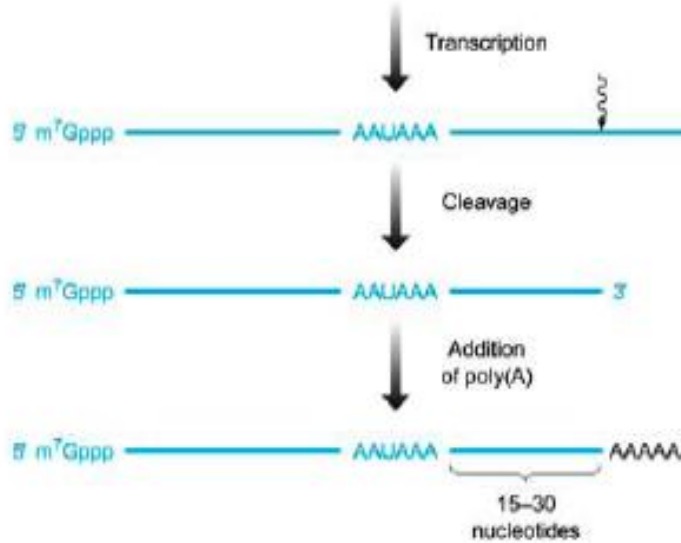 Transcription
5' m⁷Gppp AAUAAA
Cleavage
5' m⁷Gppp AAUAAA 3'
Addition
of poly(A)
5' m⁷Gppp AAUAAA AAAAA
15–30
nucleotides